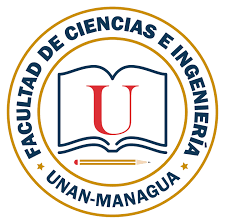 FACULTAD DE CIENCIAS E INGENIERÍA
U
UNAN-MANAGUA